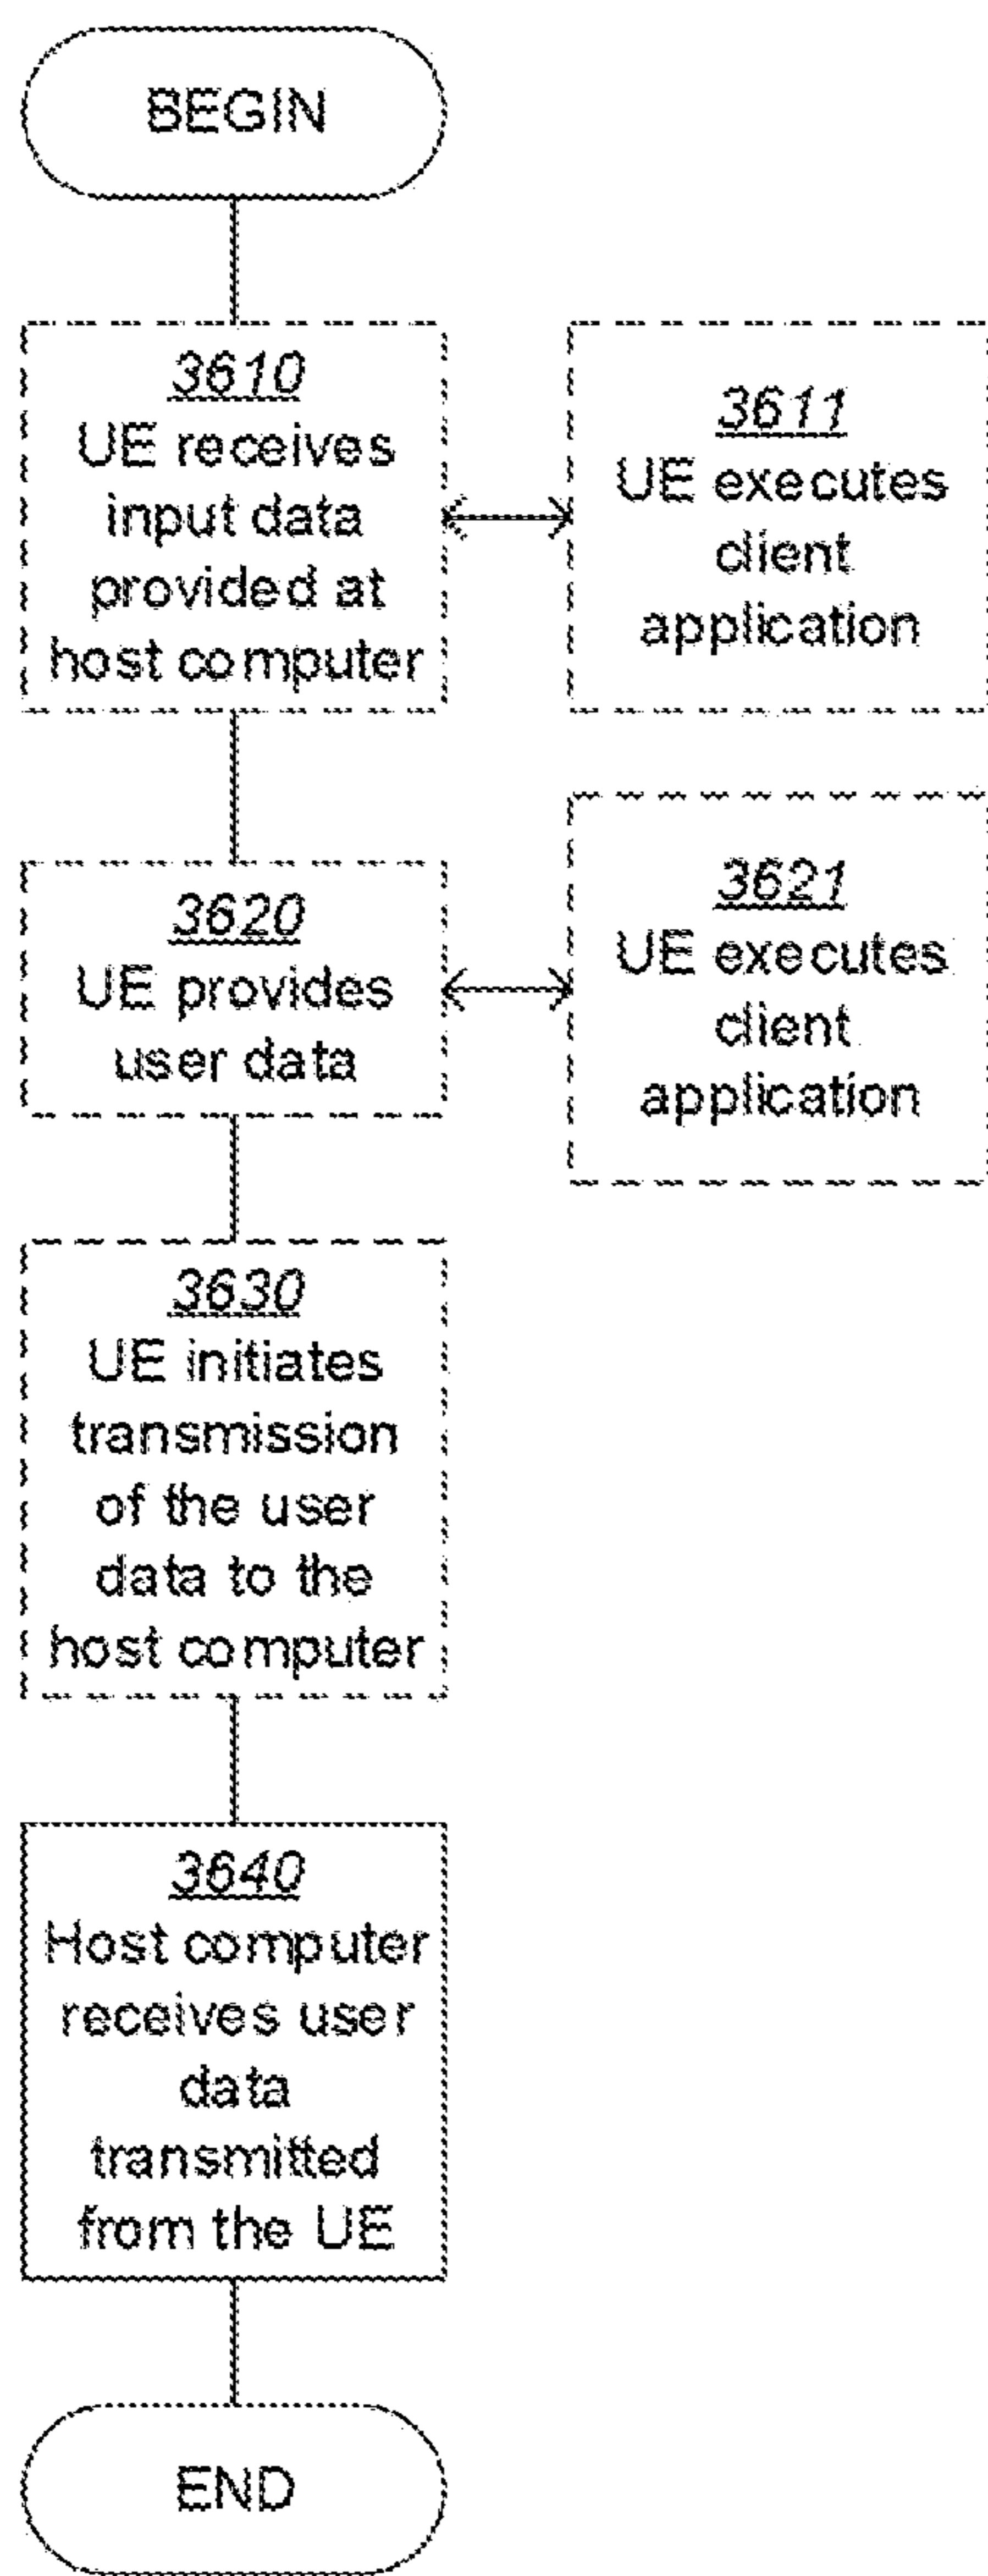 BEGIN
3610
UE receives
input data
provided at
host computer
3611
UE executes
client
application
3620
UE provides
user data
3621
UE executes
client
application
3630
UE initiates
transmission
of the user
data to the
host computer
3640
Host computer
receives user
data
transmitted
from the UE
END